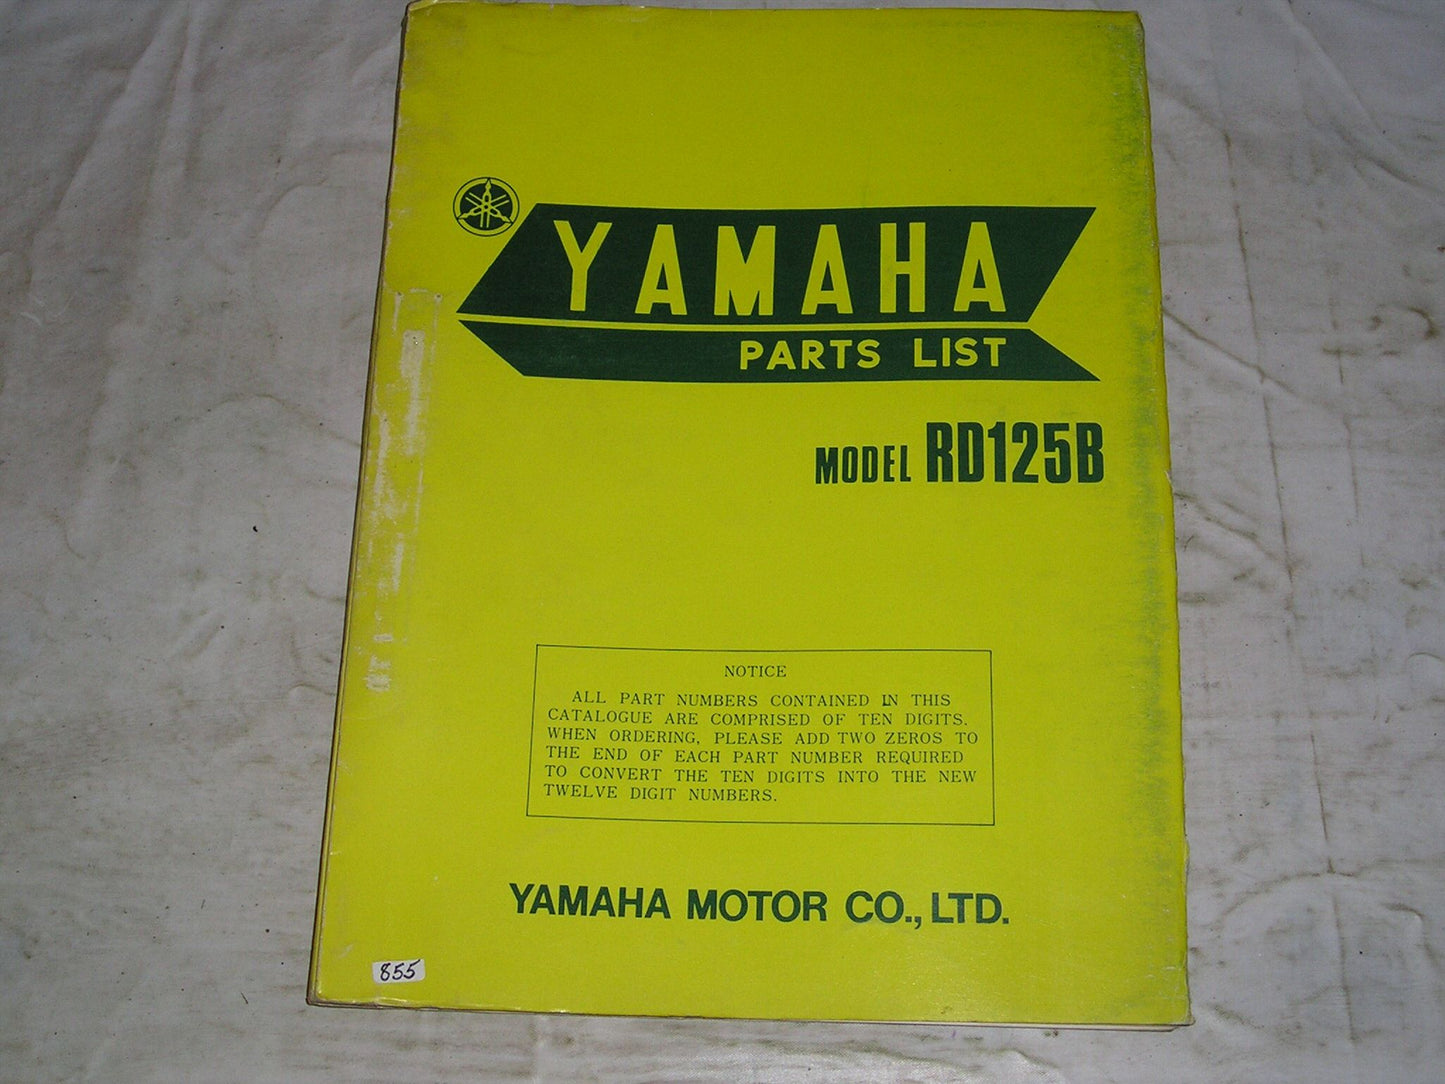 YAMAHA
PARTS LIST
MODEL RD125B
NOTICE
ALL PART NUMBERS CONTAINED IN THIS
CATALOGUE ARE COMPRISED OF TEN DIGITS.
WHEN ORDERING, PLEASE ADD TWO ZEROS TO
THE END OF EACH PART NUMBER REQUIRED
TO CONVERT THE TEN DIGITS INTO THE NEW
TWELVE DIGIT NUMBERS.
YAMAHA MOTOR CO., LTD.
855